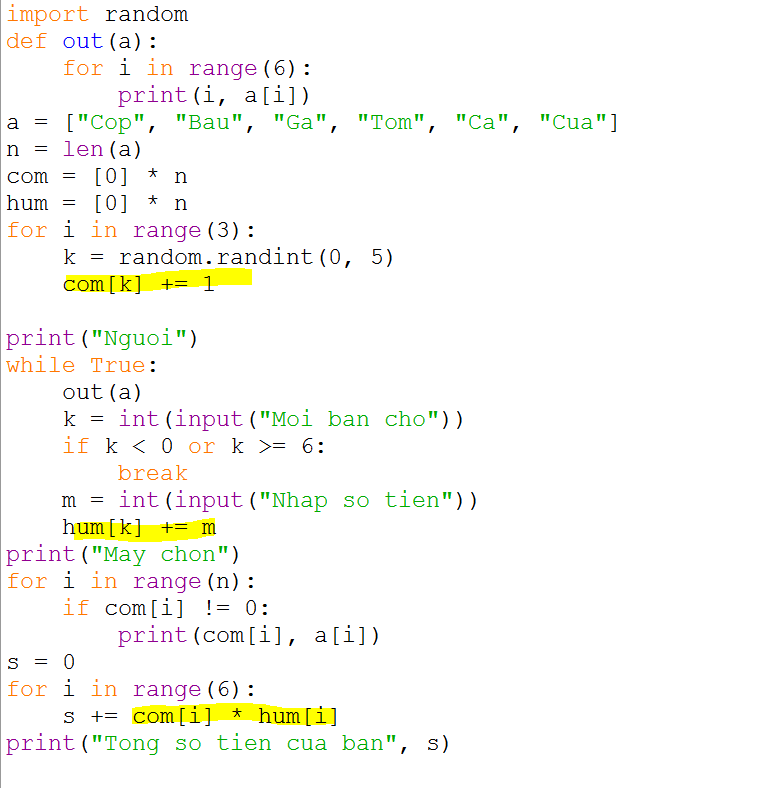 import random
def out(a):
    for i in range(6):
        print(i, a[i])
a = ["Cop", "Bau", "Ga", "Tom", "Ca", "Cua"]
n = len(a)
com = [0] * n
hum = [0] * n
for i in range(3):
    k = random.randint(0, 5)
    com[k] += 1

print("Nguoi")
while True:
    out(a)
    k = int(input("Moi ban cho"))
    if k < 0 or k >= 6:
        break
    m = int(input("Nhap so tien"))
    hum[k] += m
print("May chon")
for i in range(n):
    if com[i] != 0:
        print(com[i], a[i])
s = 0
for i in range(6):
    s += com[i] * hum[i]
print("Tong so tien cua ban", s)